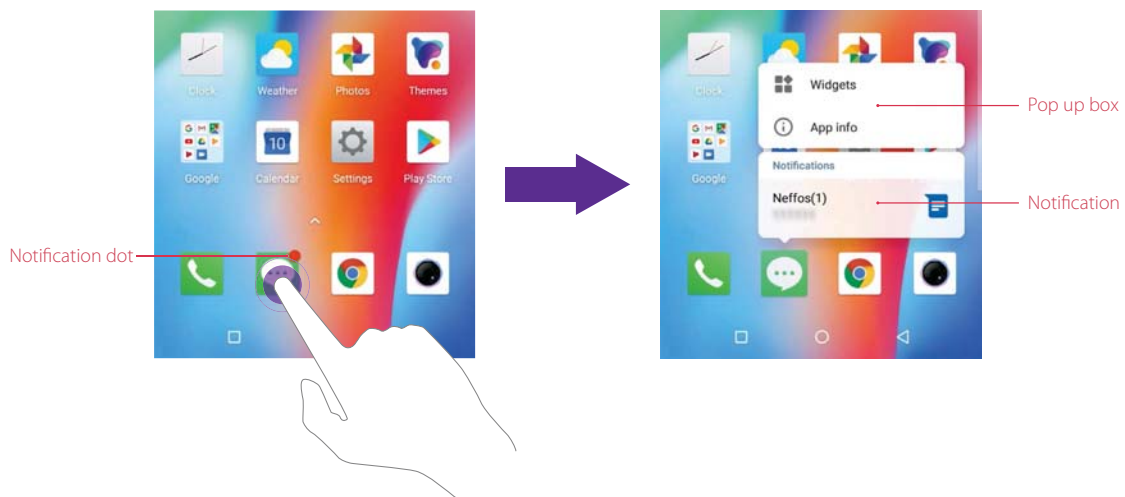 Clock
Weather
Photos
Themes
10
Google
Calendar
Settings
Play Store
Notification dot
Clock
Widgets
App info
Pop up box
Google
Notifications
Neffos(1)
Notification